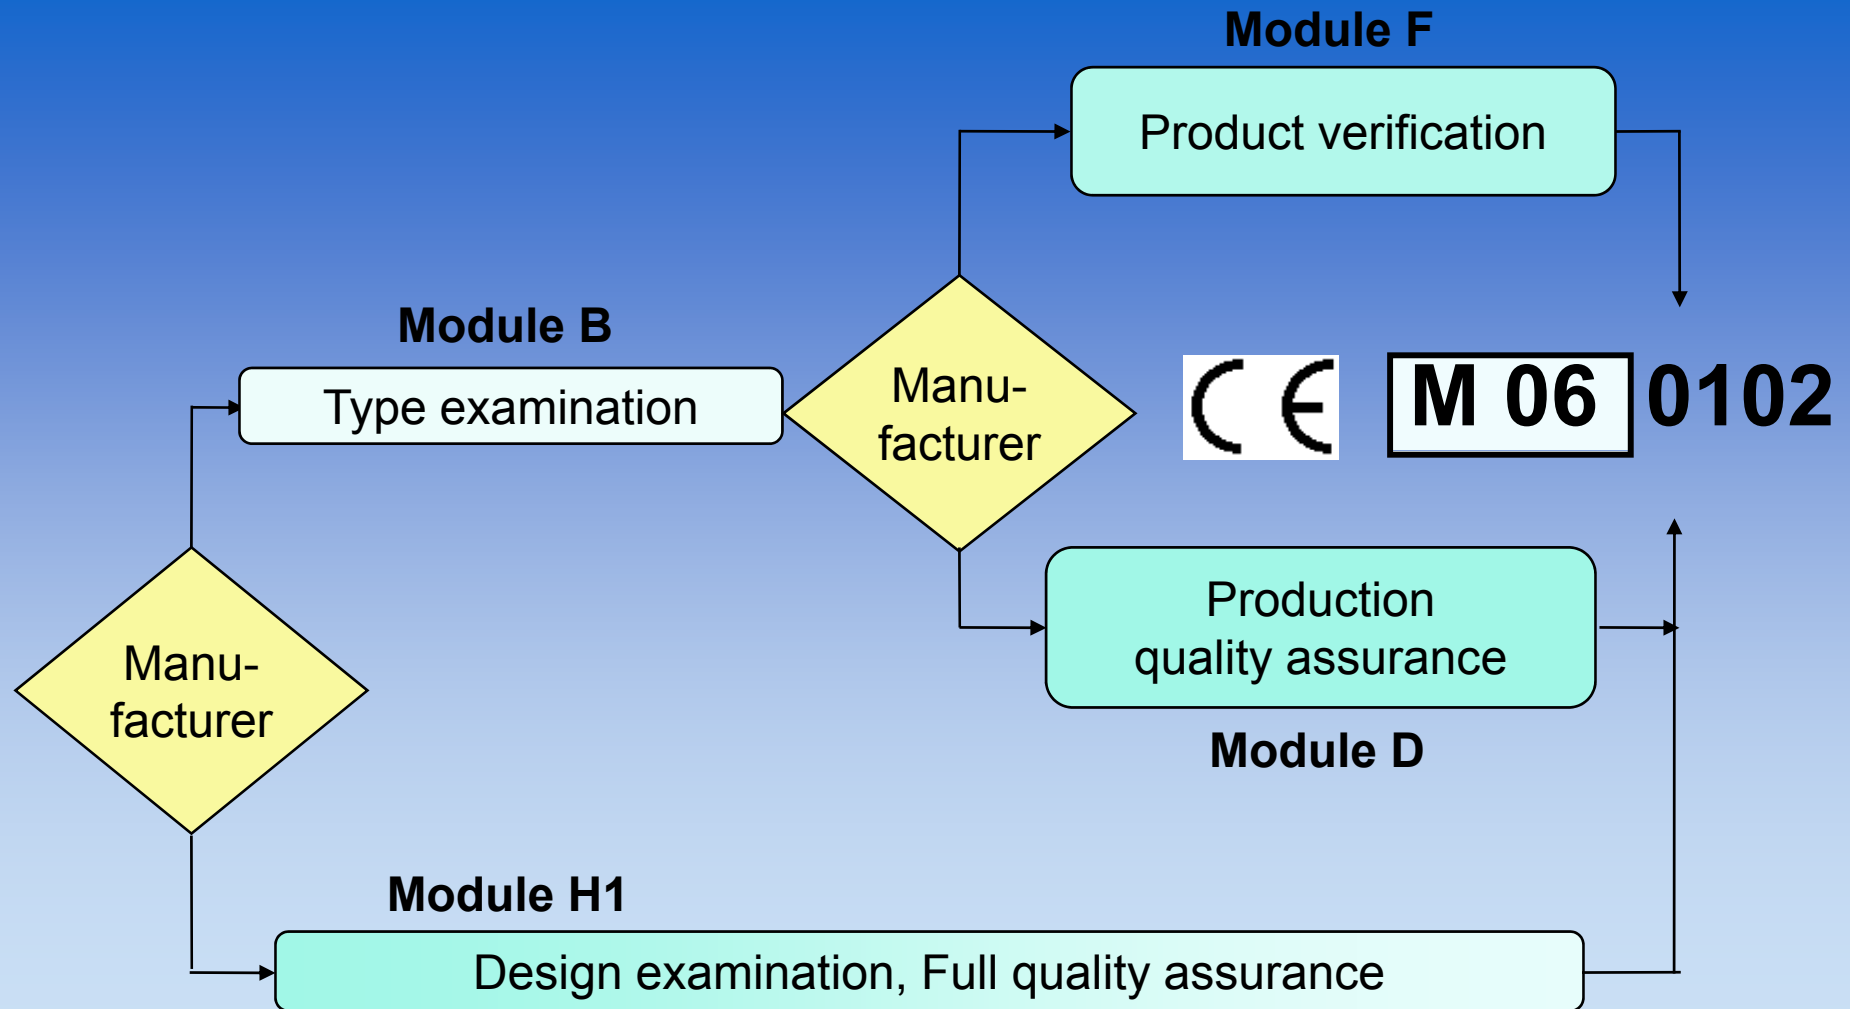 Module F
Product verification
Module B
Type examination
Manu-
facturer
CE M 06 0102
Manu-
facturer
Production
quality assurance
Module D
Module H1
Design examination, Full quality assurance